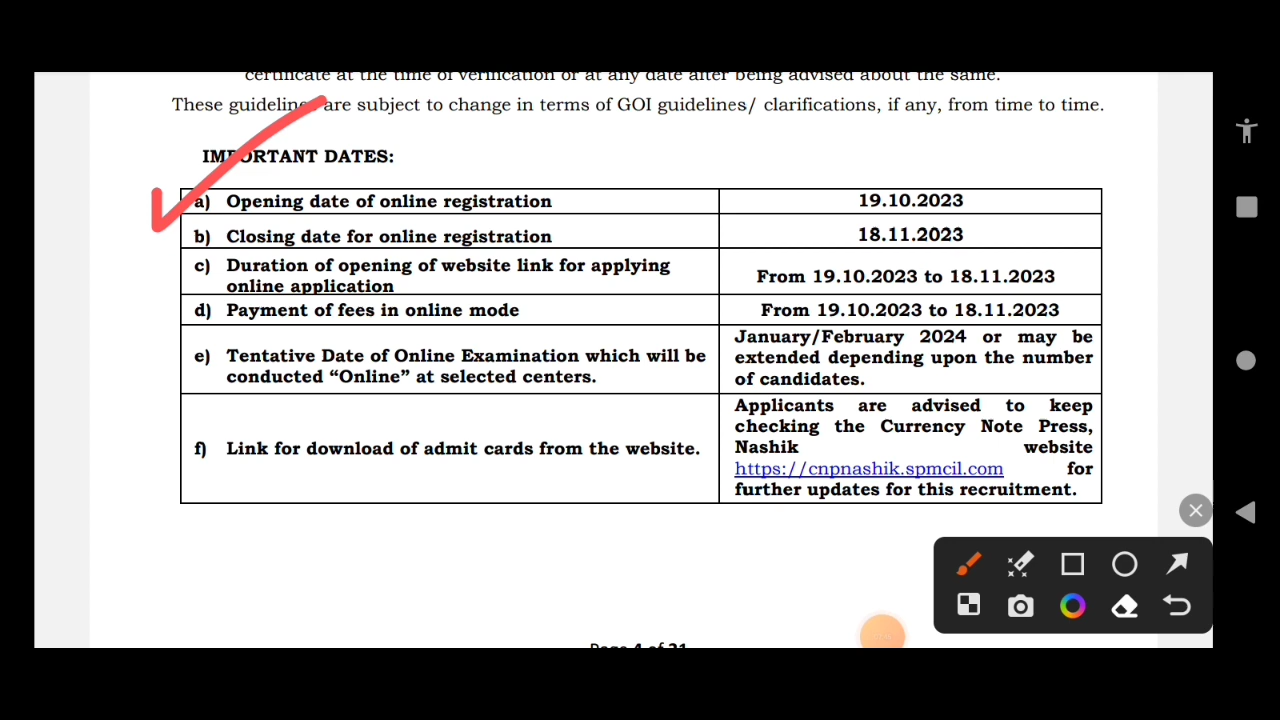 certificate at the time of verification or at any date after being advised about the same.
These guidelines are subject to change in terms of GOI guidelines/ clarifications, if any, from time to time.
IMPORTANT DATES:
a) Opening date of online registration 19.10.2023
b) Closing date for online registration 18.11.2023
c) Duration of opening of website link for applying
online application
From 19.10.2023 to 18.11.2023
d) Payment of fees in online mode From 19.10.2023 to 18.11.2023
e) Tentative Date of Online Examination which will be
conducted “Online” at selected centers.
January/February 2024 or may be
extended depending upon the number
of candidates.
f) Link for download of admit cards from the website.
Applicants are advised to keep
checking the Currency Note Press,
Nashik website
https://cnpnashik.spmcil.com for
further updates for this recruitment.
Page 4 of 21